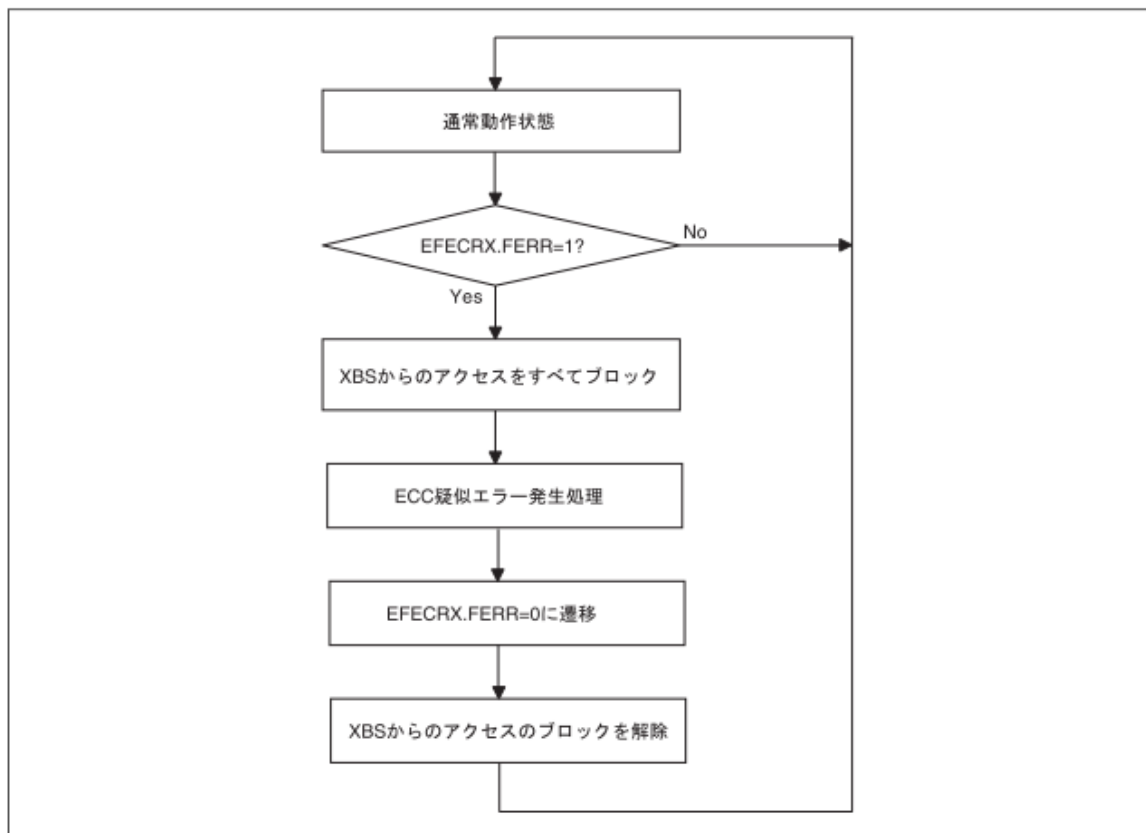 通常動作状態
EFECRX.FERR=1?
No
Yes
XBSからのアクセスをすべてブロック
ECC疑似エラー発生処理
EFECRX.FERR=0に遷移
XBSからのアクセスのブロックを解除